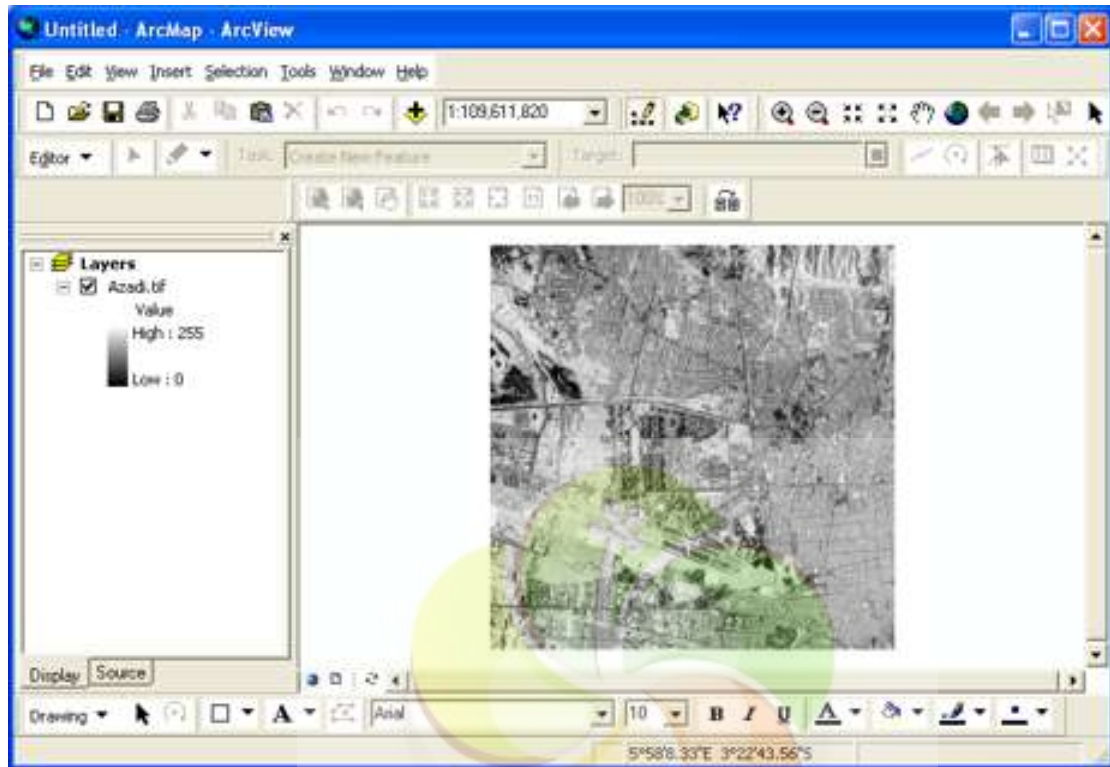 Untitled - ArcMap - ArcView
File Edit View Insert Selection Tools Window Help
1:109,611,820
Editor Task: Create New Feature Target:
100%
Layers
Azadi.tif
Value
High : 255
Low : 0
Display Source
Drawing A Arial 10 B I U A
5°58'8.33"E 3°22'43.56"S